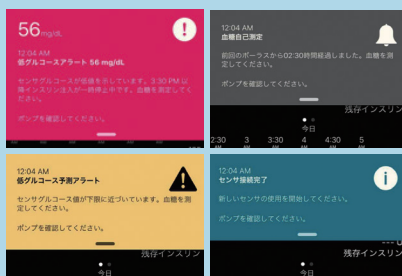 56mg/dL
12:04 AM
低グルコースアラート 56 mg/dL
センサグルコースが低値を示しています。3:30 PM 以
降インスリン注入が一時停止中です。血糖を測定してく
ださい。
ポンプを確認してください。
12:04 AM
血糖自己測定
前回のボーラスから02:30時間経過しました。血糖を測
定してください。
ポンプを確認してください。
残存インスリン
今日
2:30 3 3:30 4 4:30 5
12:04 AM
低グルコース予測アラート
センサグルコース値が下限に近づいています。血糖を測
定してください。
ポンプを確認してください。
残存インスリン
今日
12:04 AM
センサ接続完了
新しいセンサの使用を開始してください。
ポンプを確認してください。
--- U
残存インスリン
今日